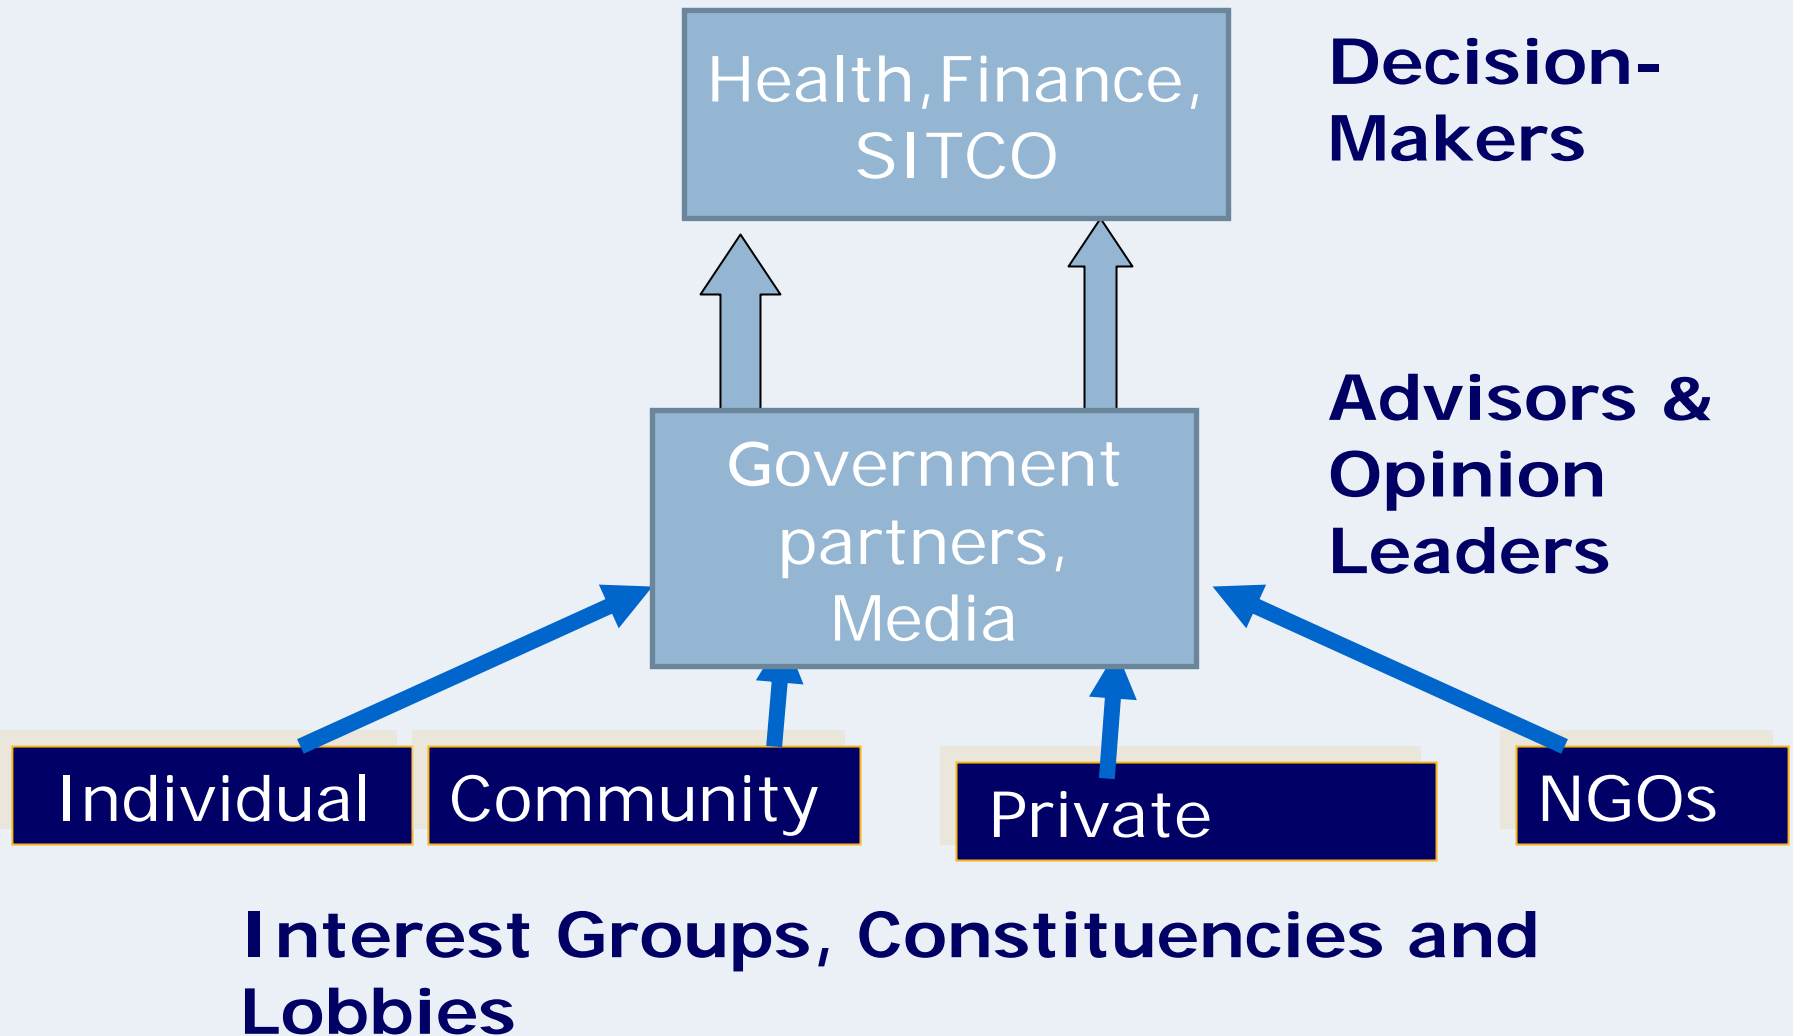 Health,Finance,
SITCO
Decision-
Makers
Government
partners,
Media
Advisors &
Opinion
Leaders
Individual
Community
Private
NGOs
Interest Groups, Constituencies and
Lobbies